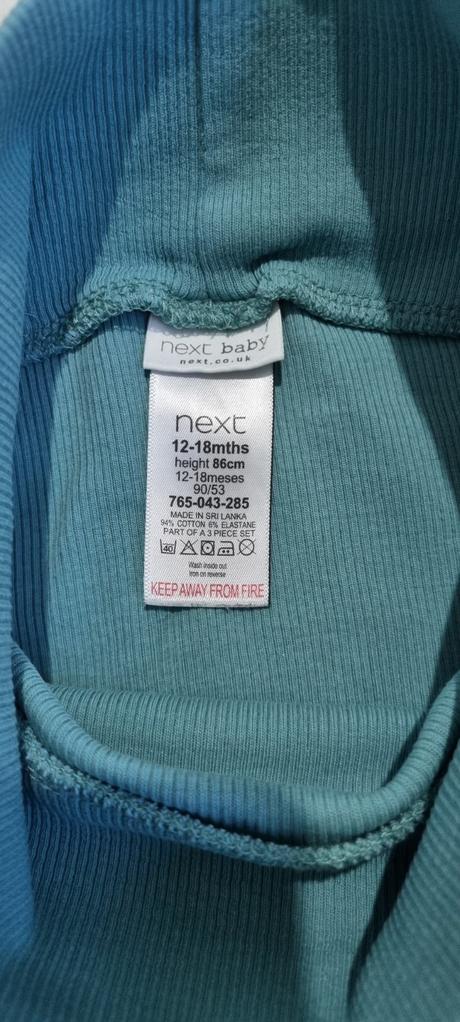 next baby
next.co.uk
next
12-18mths
height 86cm
12-18meses
90/53
765-043-285
MADE IN SRI LANKA
94% COTTON 6% ELASTANE
PART OF A 3 PIECE SET
40
Wash inside out
Iron on reverse
KEEP AWAY FROM FIRE